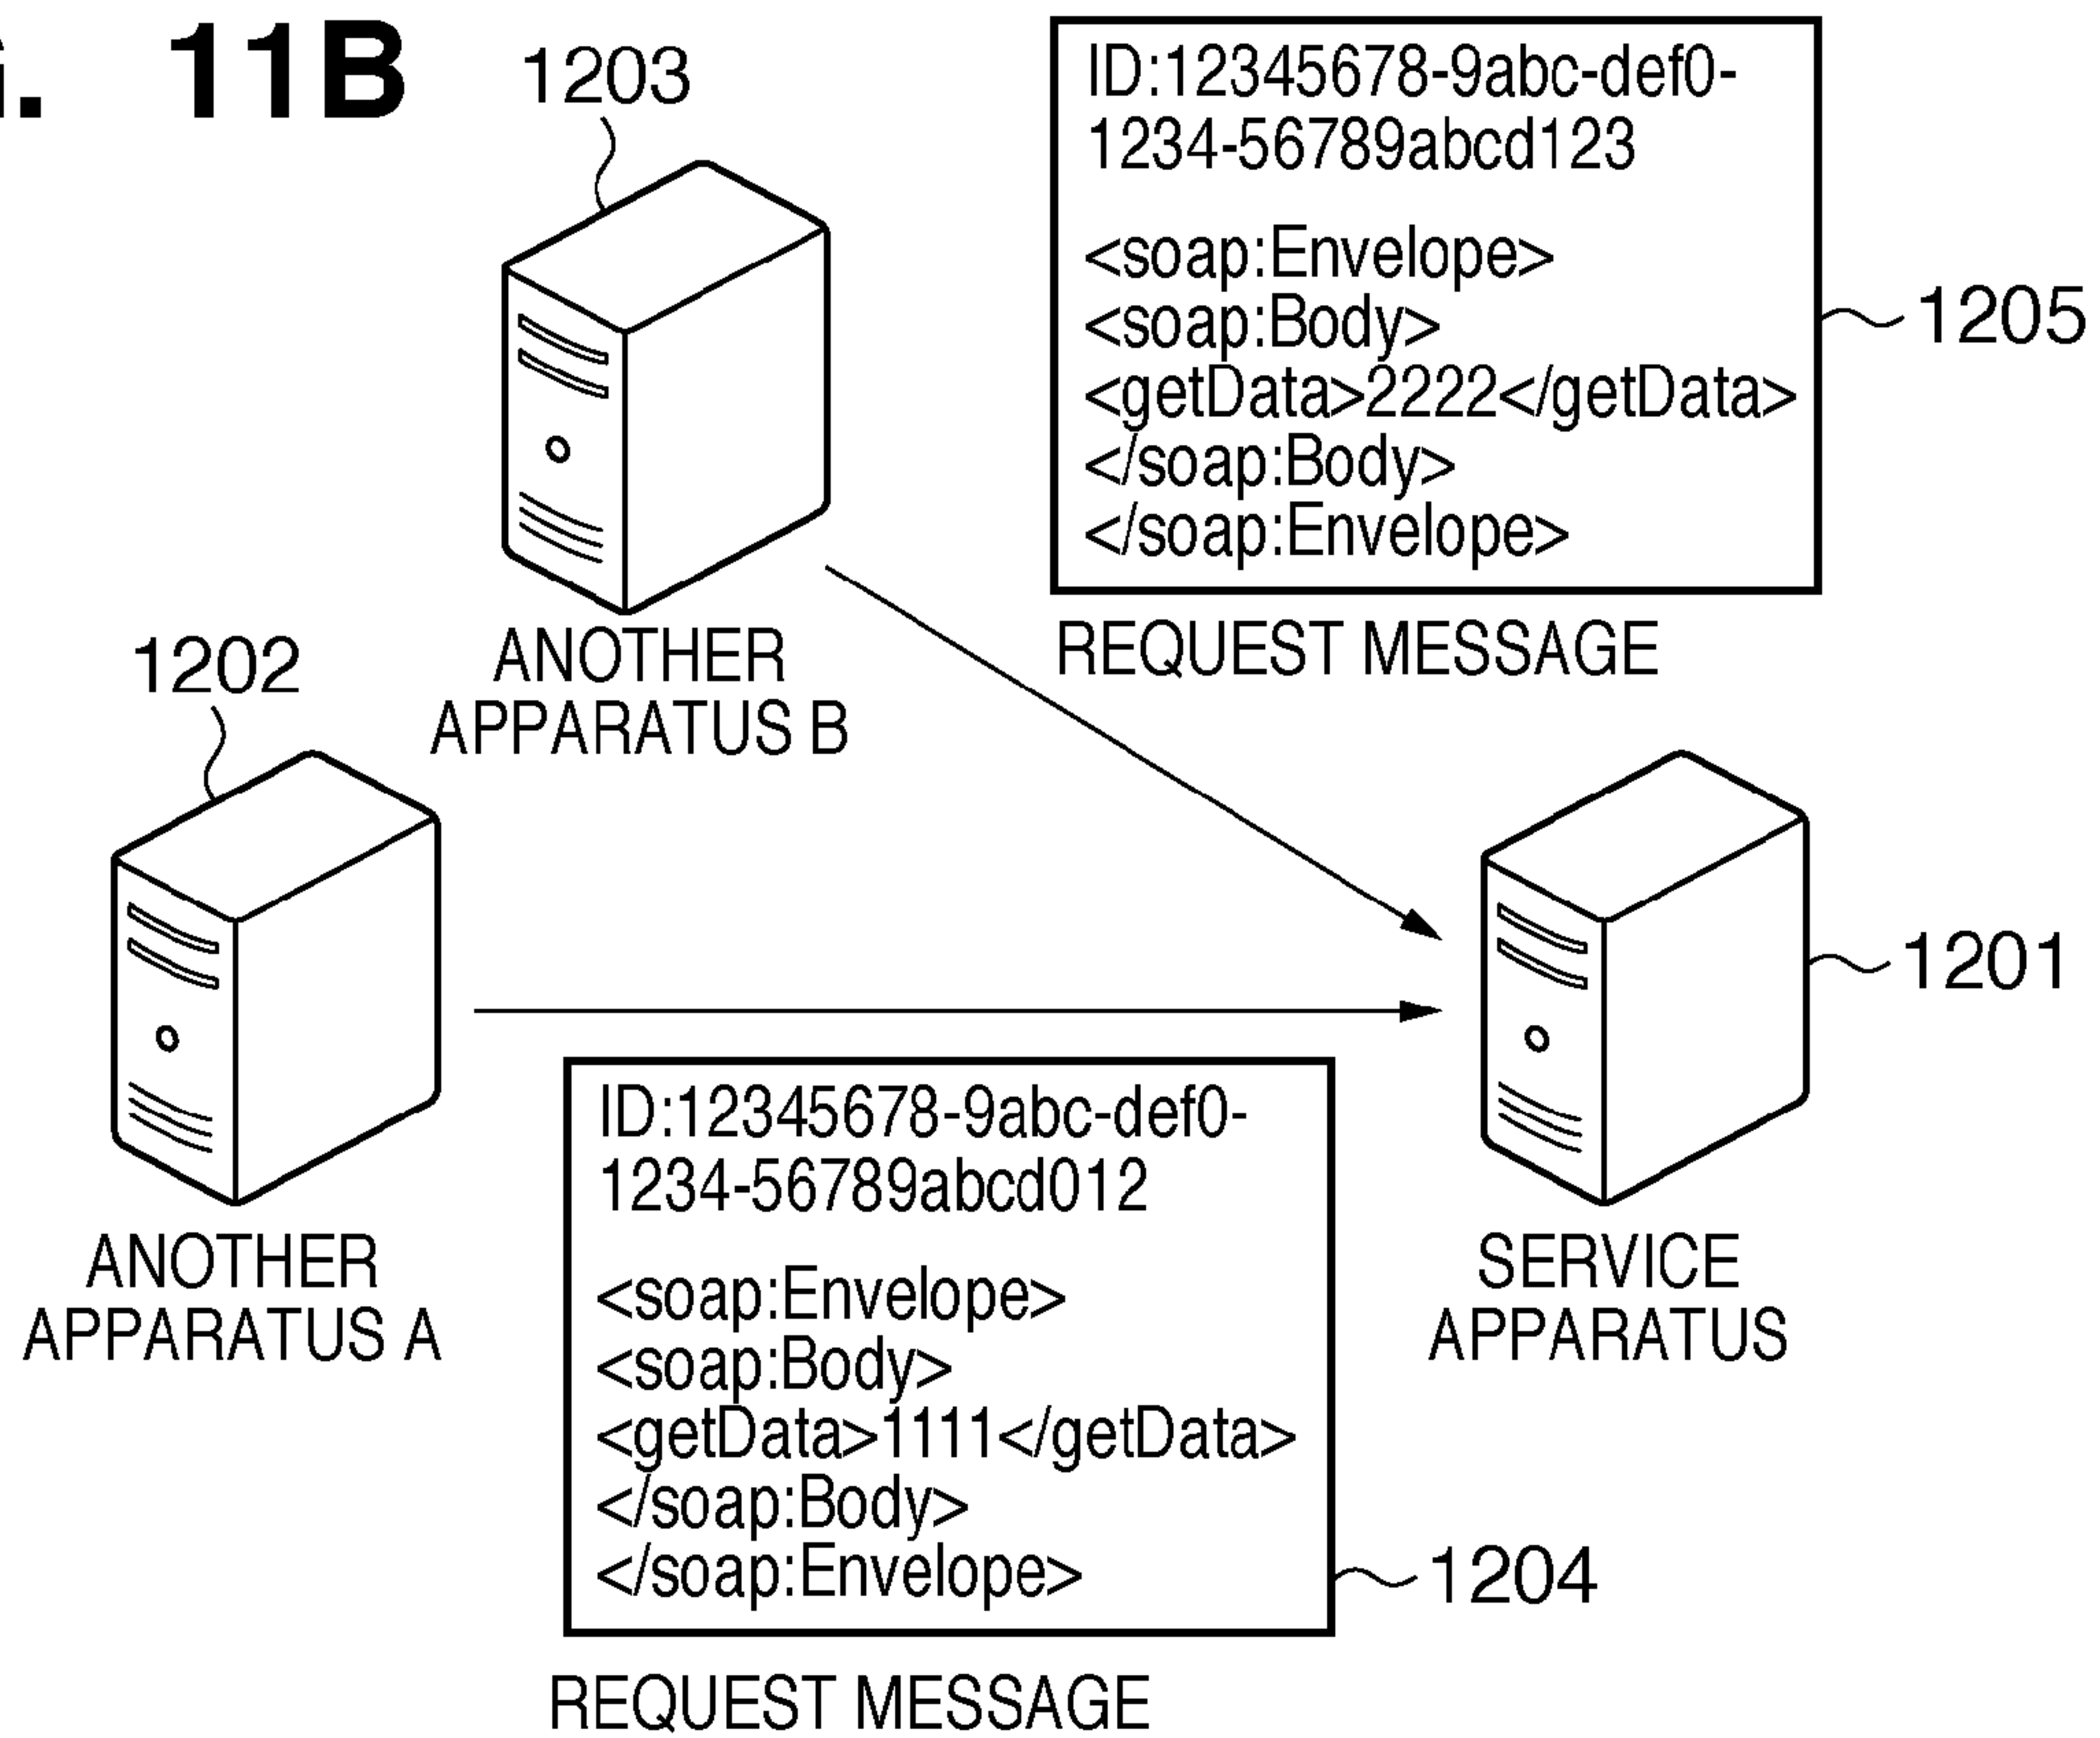 G. 11B
1203
ID:12345678-9abc-def0-
1234-56789abcd123
<soap:Envelope>
<soap:Body>
<getData>2222</getData>
</soap:Body>
</soap:Envelope>
1205
REQUEST MESSAGE
ANOTHER
APPARATUS B
1202
ANOTHER
APPARATUS A
1201
SERVICE
APPARATUS
ID:12345678-9abc-def0-
1234-56789abcd012
<soap:Envelope>
<soap:Body>
<getData>1111</getData>
</soap:Body>
</soap:Envelope>
1204
REQUEST MESSAGE